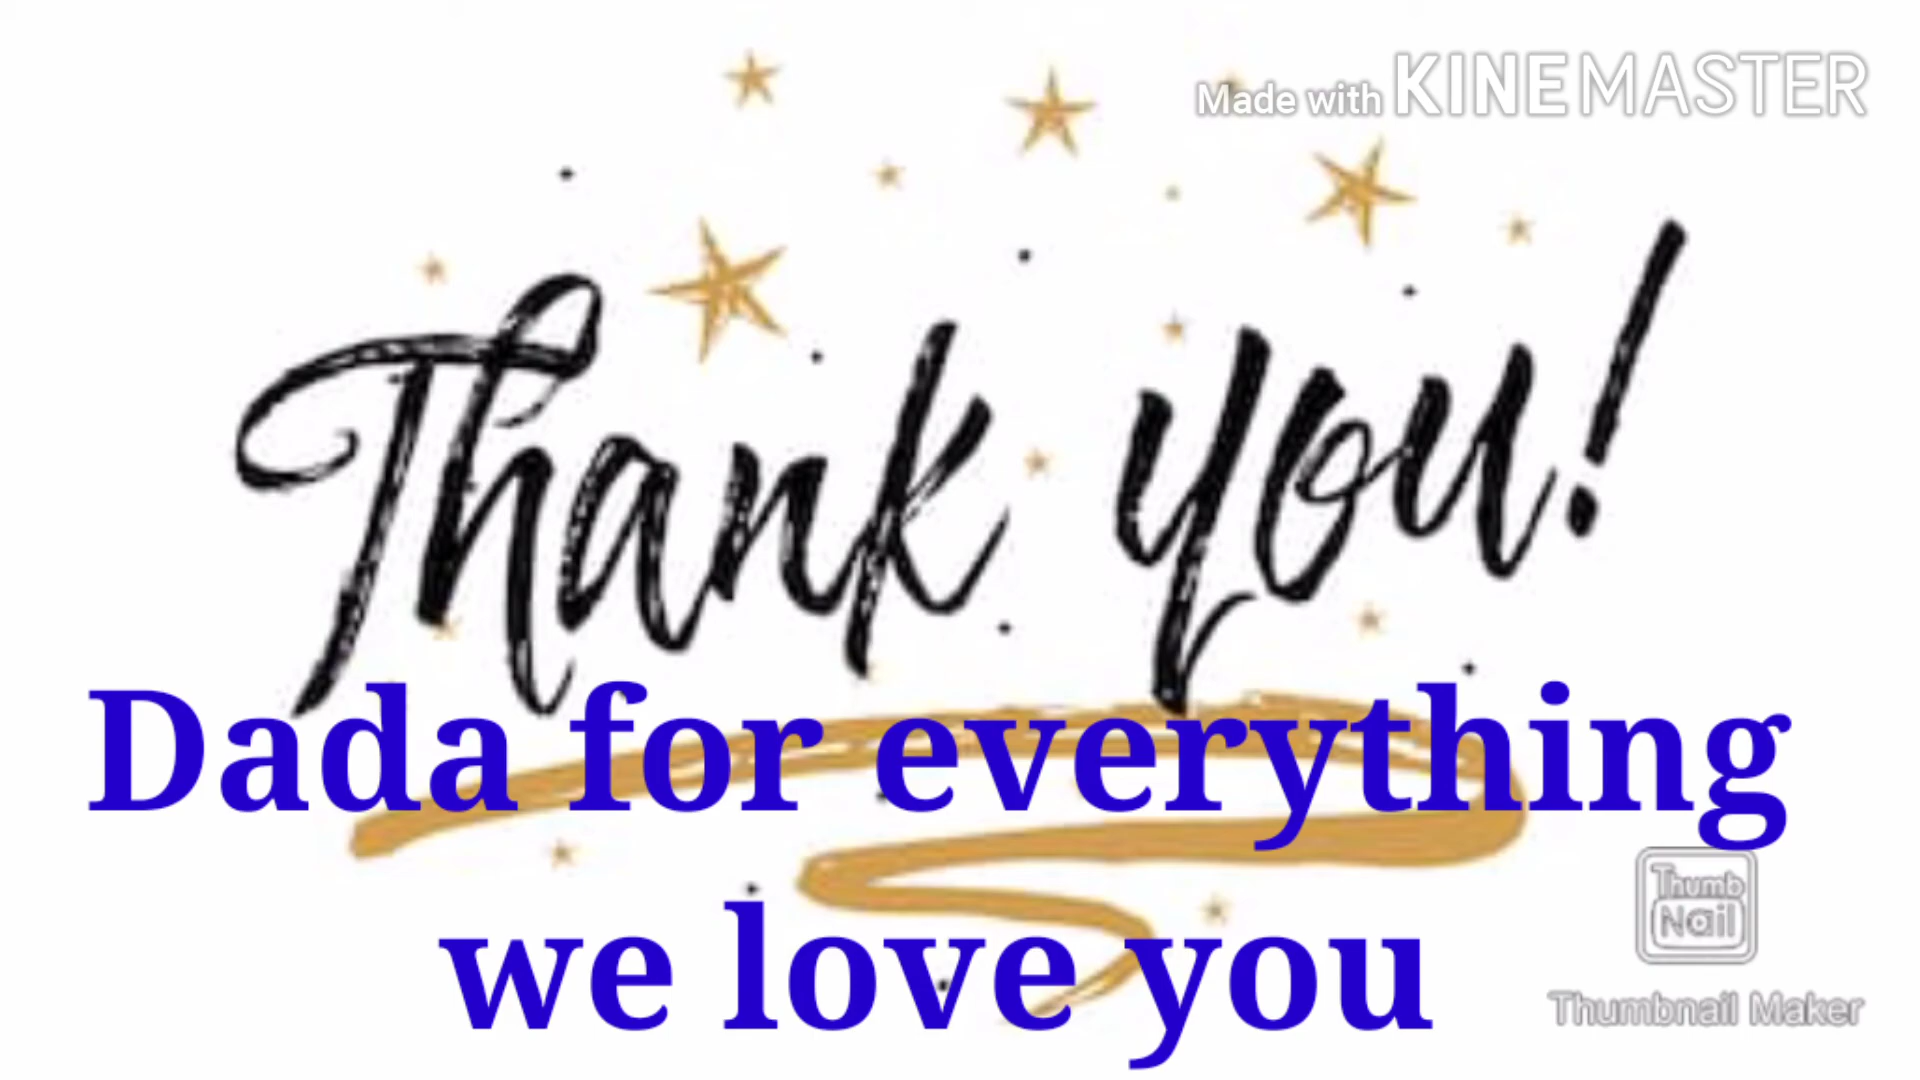 Made with KINEMASTER
Thank you!
Dada for everything
we love you
Thumb
Nail
Thumbnail Maker